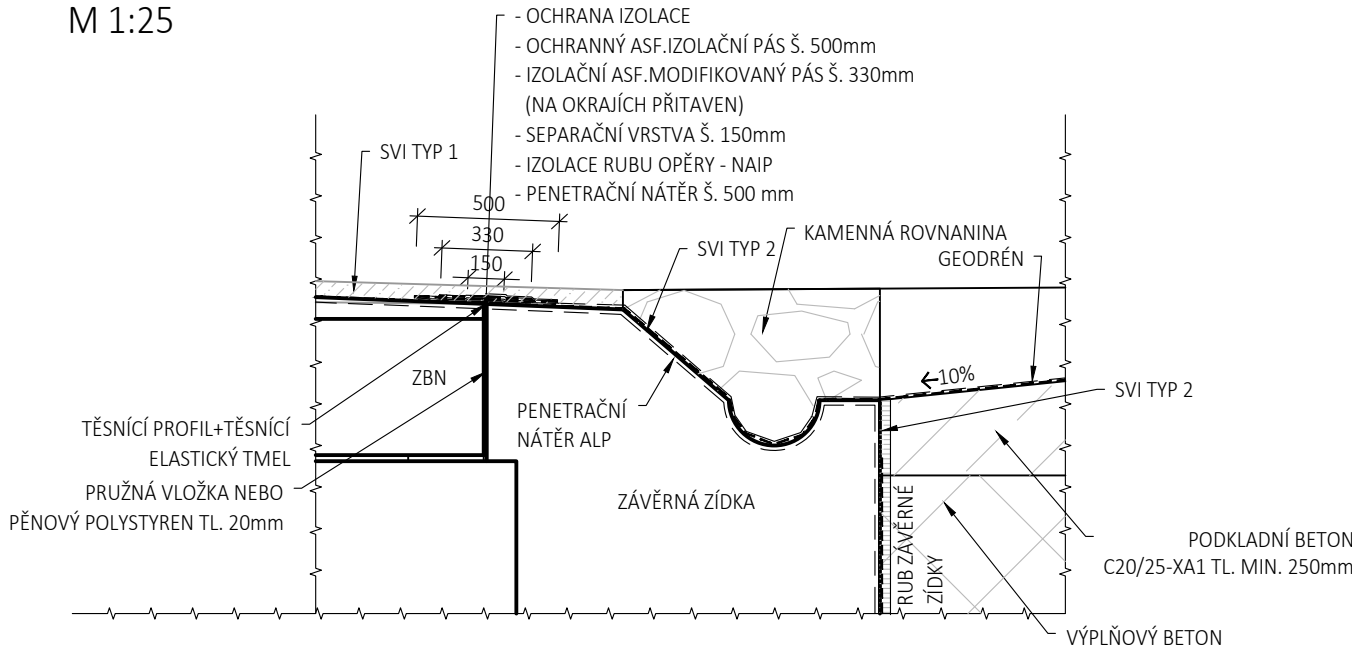 M 1:25
- OCHRANA IZOLACE
- OCHRANNÝ ASF.IZOLAČNÍ PÁS Š. 500mm
- IZOLAČNÍ ASF.MODIFIKOVANÝ PÁS Š. 330mm
(NA OKRAJÍCH PŘITAVEN)
- SEPARAČNÍ VRSTVA Š. 150mm
- IZOLACE RUBU OPĚRY - NAIP
- PENETRAČNÍ NÁTĚR Š. 500 mm
SVI TYP 1
500
330
150
SVI TYP 2
KAMENNÁ ROVNANINA
GEODRÉN
ZBN
10%
SVI TYP 2
TĚSNÍCÍ PROFIL+TĚSNÍCÍ
ELASTICKÝ TMEL
PENETRAČNÍ
NÁTĚR ALP
PRUŽNÁ VLOŽKA NEBO
PĚNOVÝ POLYSTYREN TL. 20mm
ZÁVĚRNÁ ZÍDKA
RUB ZÁVĚRNÉ
ZÍDKY
PODKLADNÍ BETON
C20/25-XA1 TL. MIN. 250mm
VÝPLŇOVÝ BETON